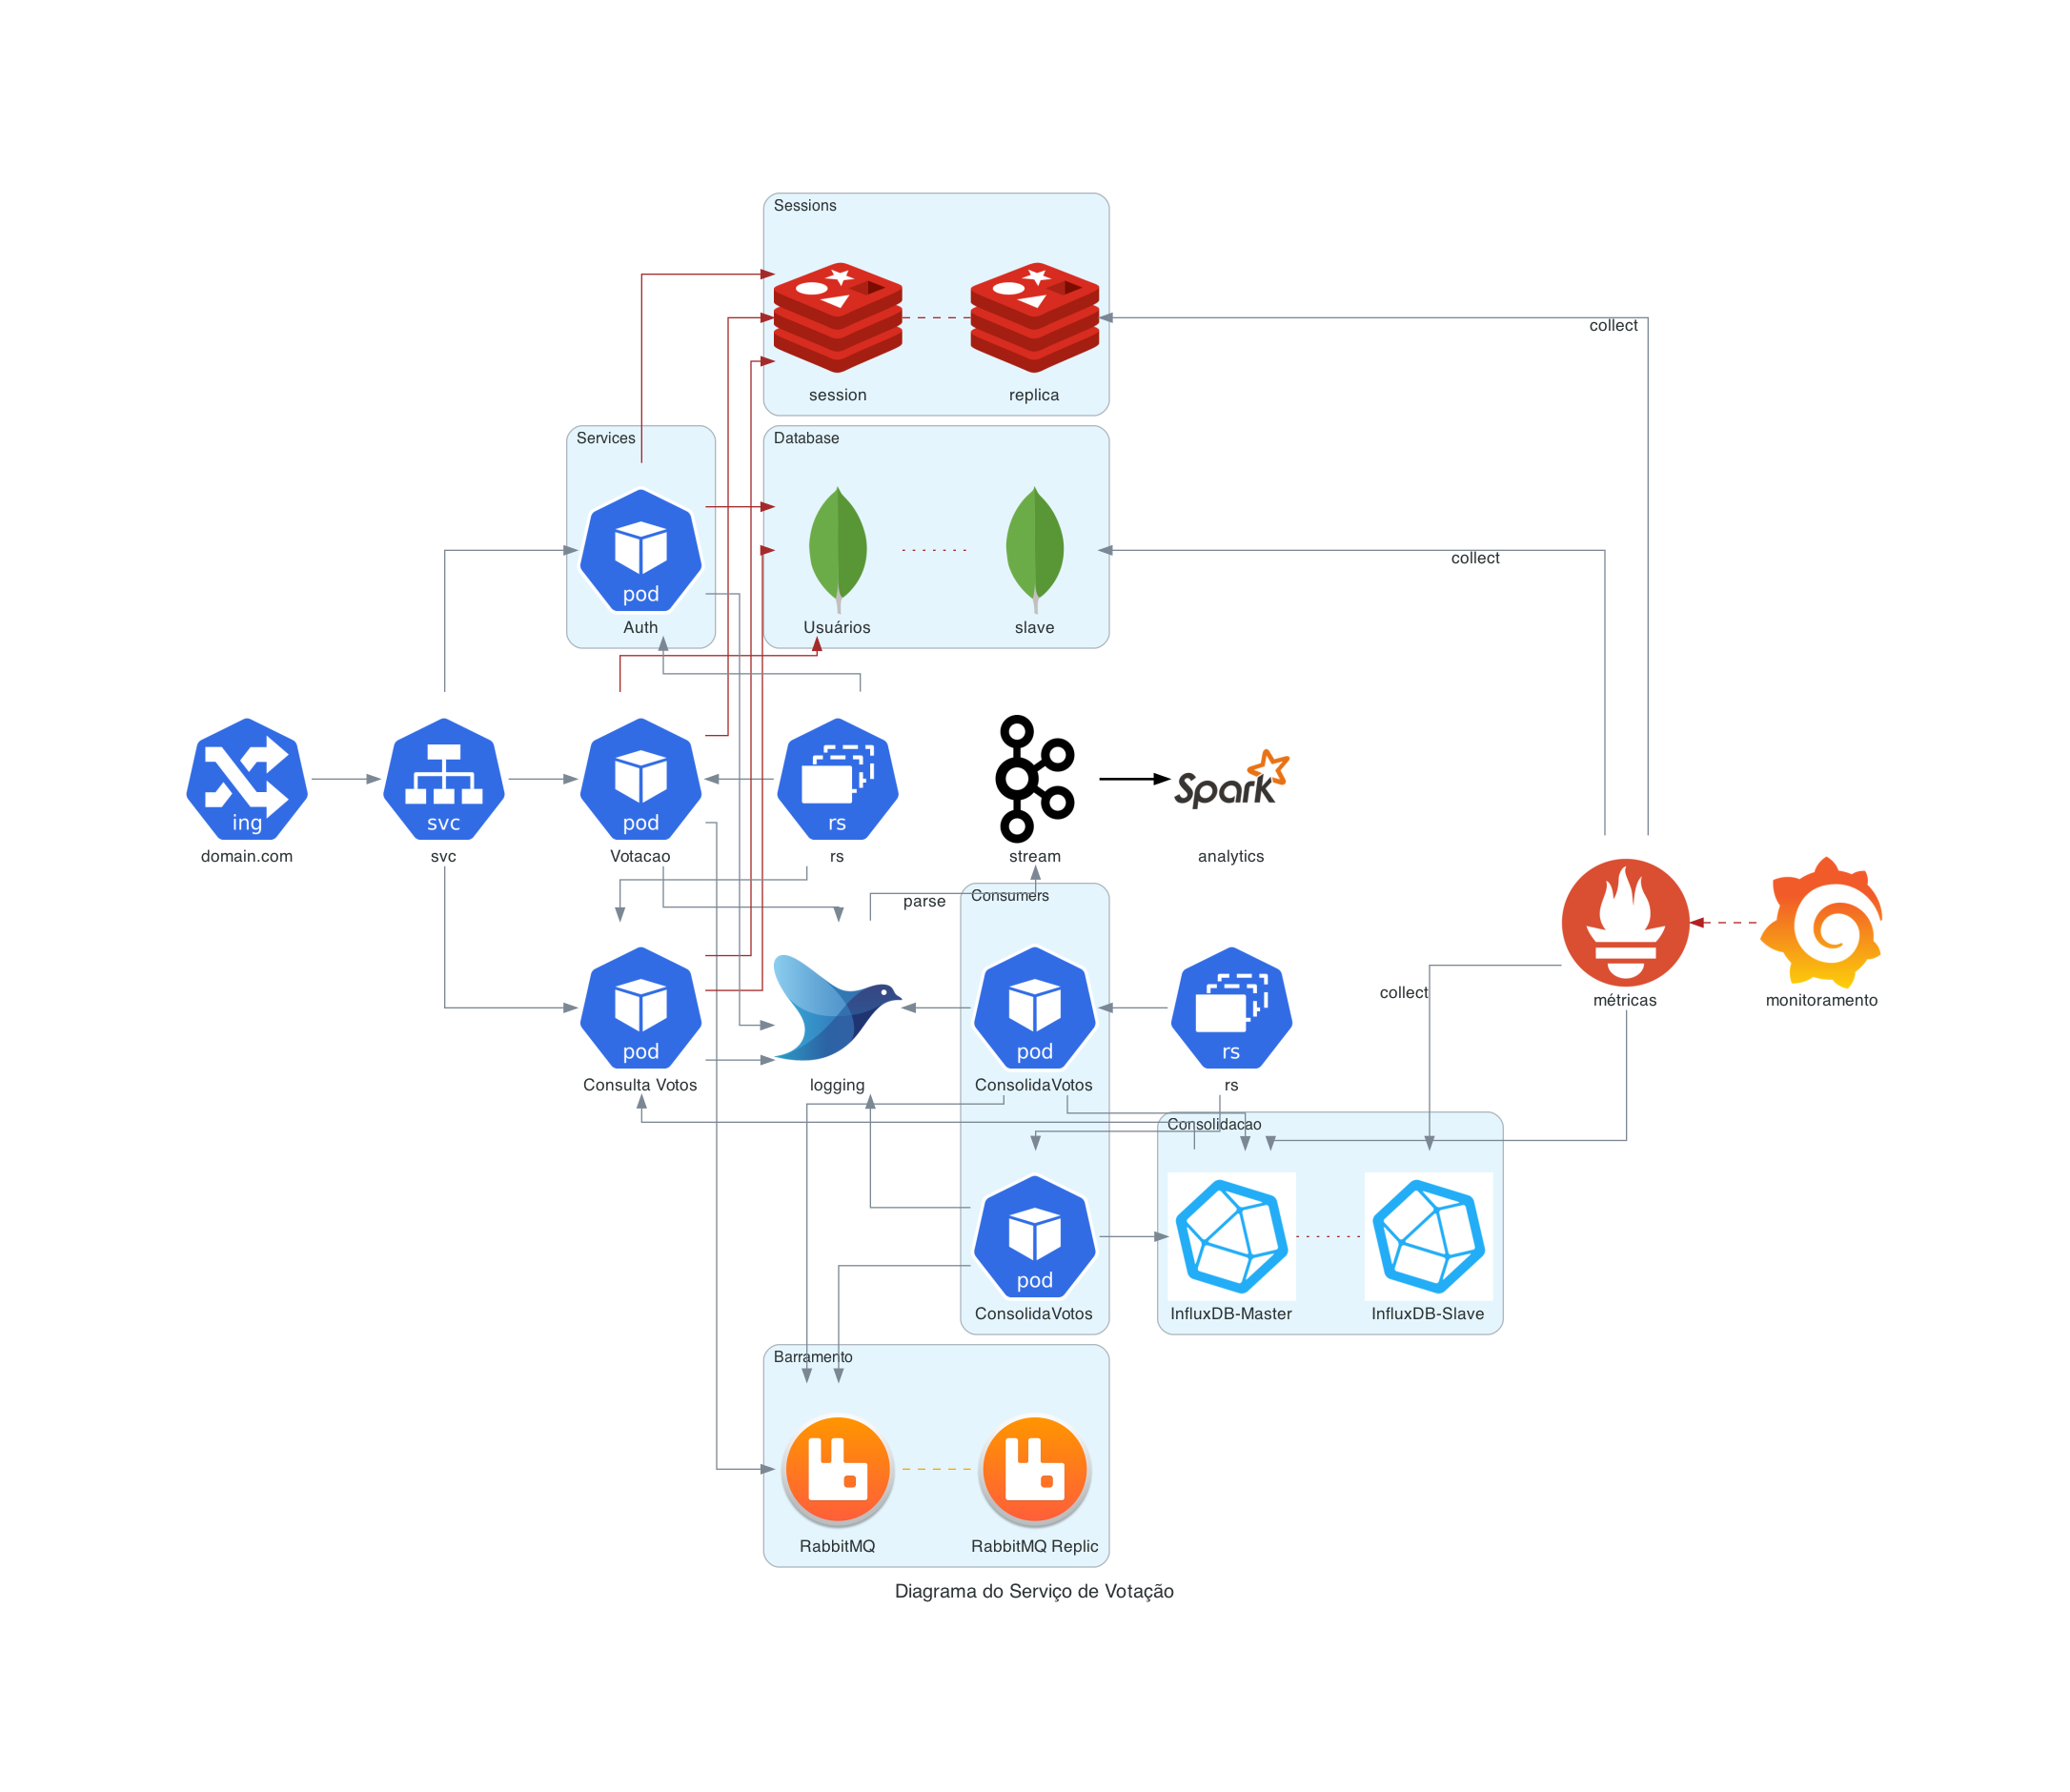 Sessions
session
replica
collect
Services
Database
pod
Auth
Usuários
slave
collect
ing
domain.com
svc
svc
pod
Votacao
rs
rs
stream
Spark
analytics
parse
Consumers
pod
Consulta Votos
logging
pod
ConsolidaVotos
rs
rs
collect
métricas
monitoramento
Consolidacao
pod
ConsolidaVotos
InfluxDB-Master
InfluxDB-Slave
Barramento
RabbitMQ
RabbitMQ Replic
Diagrama do Serviço de Votação